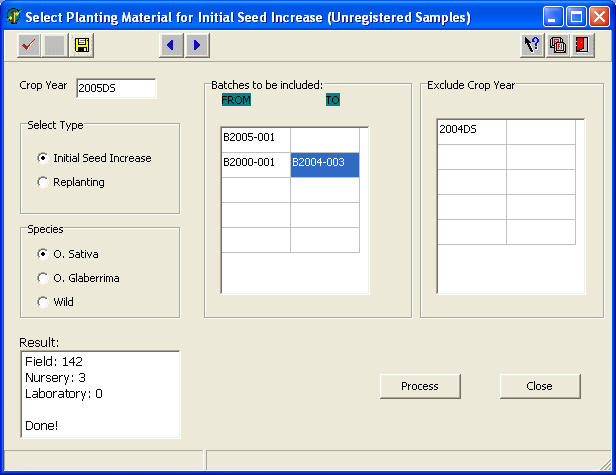 Select Planting Material for Initial Seed Increase (Unregistered Samples)
Crop Year 2005DS
Select Type
Initial Seed Increase
Replanting
Species
O. Sativa
O. Glaberrima
Wild
Result:
Field: 142
Nursery: 3
Laboratory: 0
Done!
Batches to be included:
FROM TO
B2005-001
B2000-001 B2004-003
Exclude Crop Year
2004DS
Process Close